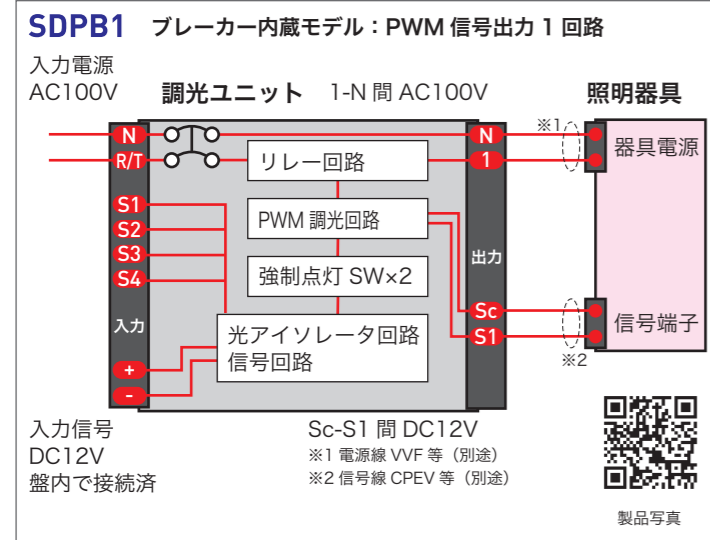 SDPB1 ブレーカー内蔵モデル：PWM 信号出力 1 回路
入力電源
AC100V
調光ユニット 1-N 間 AC100V
照明器具
N
R/T
S1
S2
S3
S4
入力
+
-
リレー回路
PWM 調光回路
強制点灯 SW×2
光アイソレータ回路
信号回路
N
1
出力
Sc
S1
※1
器具電源
信号端子
※2
入力信号
DC12V
盤内で接続済
Sc-S1 間 DC12V
※1 電源線 VVF 等（別途）
※2 信号線 CPEV 等（別途）
製品写真